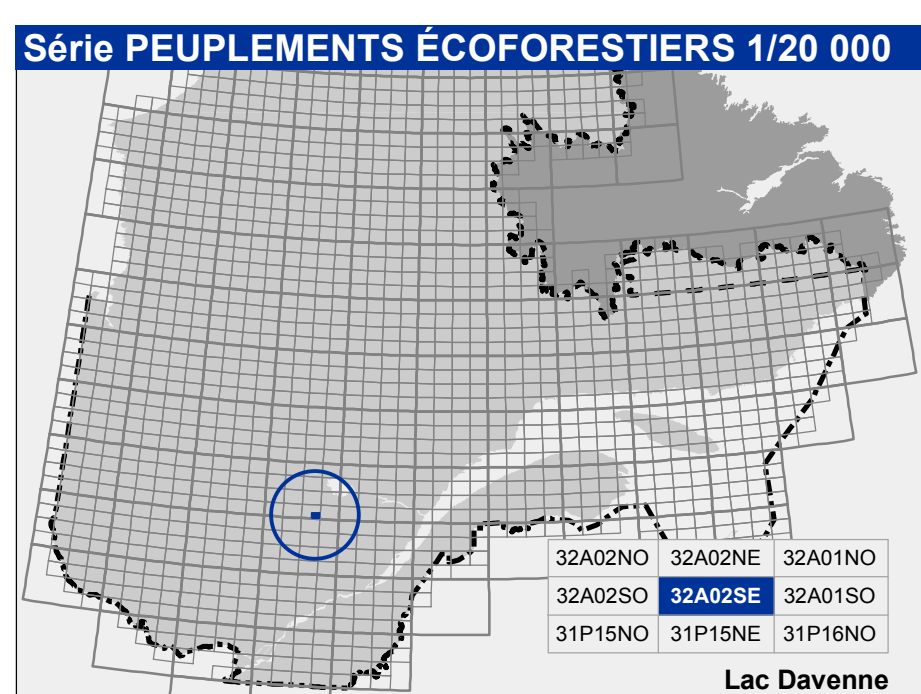 Série PEUPLEMENTS ÉCOFORESTIERS 1/20 000
32A02NO 32A02NE 32A01NO
32A02SO 32A02SE 32A01SO
31P15NO 31P15NE 31P16NO
Lac Davenne